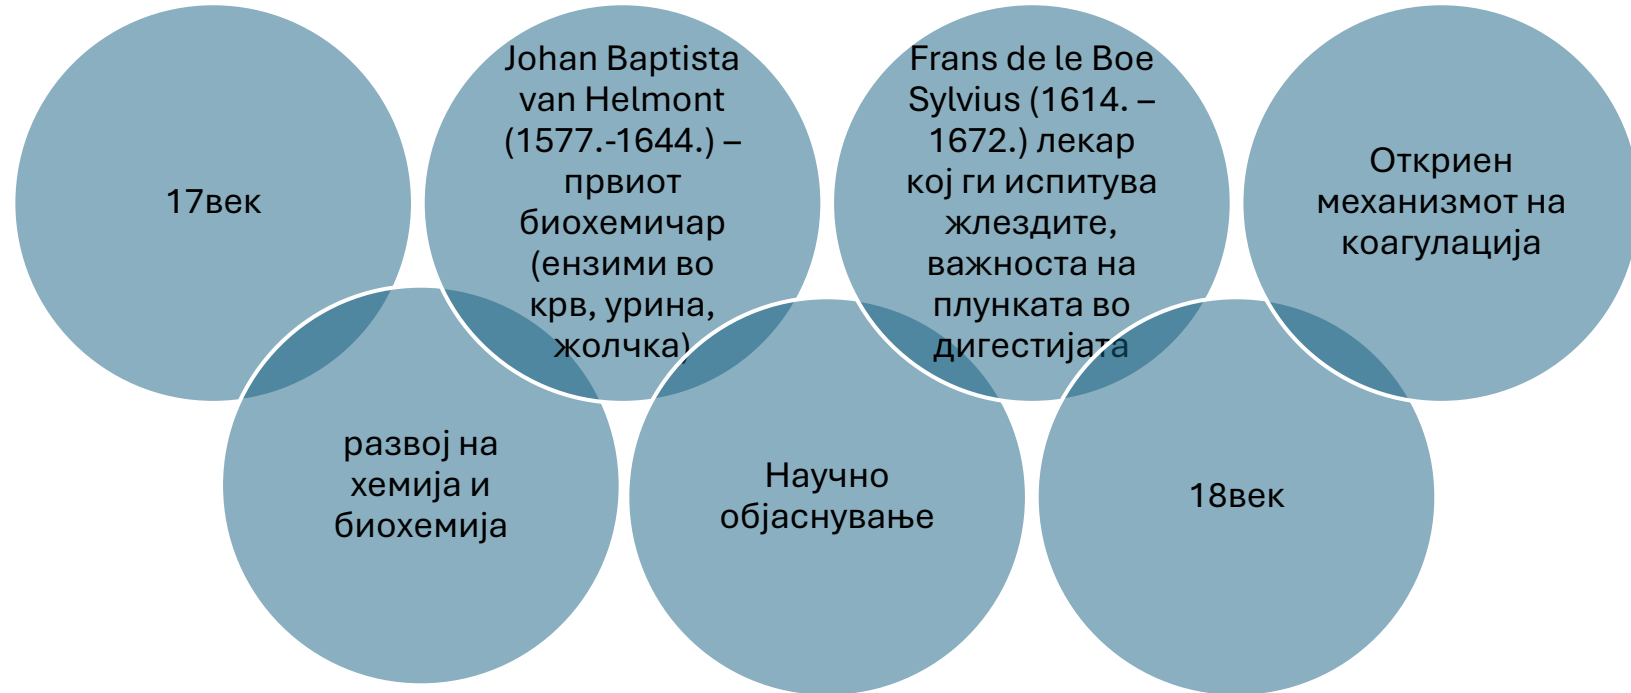 17век
развој на
хемија и
биохемија
Johan Baptista
van Helmont
(1577.-1644.) –
првиот
биохемичар
(ензими во
крв, урина,
жолчка)
Научно
објаснување
Frans de le Boe
Sylvius (1614. –
1672.) лекар
кој ги испитува
жлездите,
важноста на
плунката во
дигестијата
18век
Откриен
механизмот на
коагулација